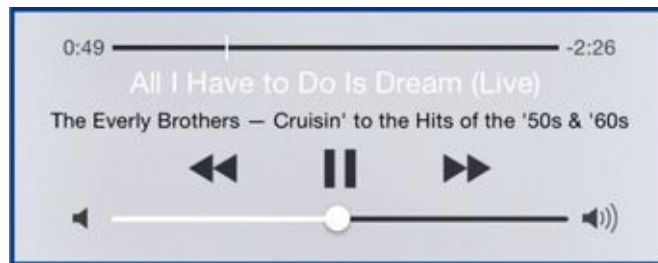 0:49 -2:26
All I Have to Do Is Dream (Live)
The Everly Brothers — Cruisin' to the Hits of the '50s & '60s